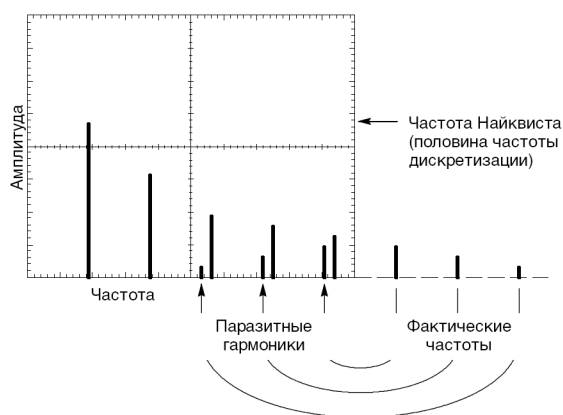 Амплитуда
Частота Найквиста
(половина частоты
дискретизации)
Частота
Паразитные
гармоники
Фактические
частоты